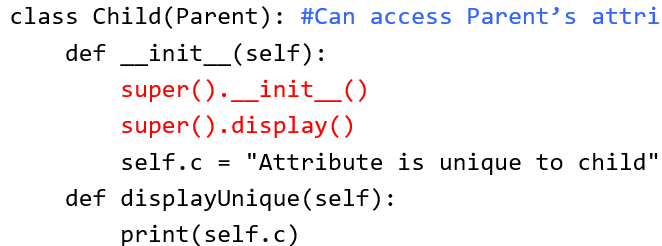 class Child(Parent): #Can access Parent’s attri
def __init__(self):
super().__init__()
super().display()
self.c = "Attribute is unique to child"
def displayUnique(self):
print(self.c)